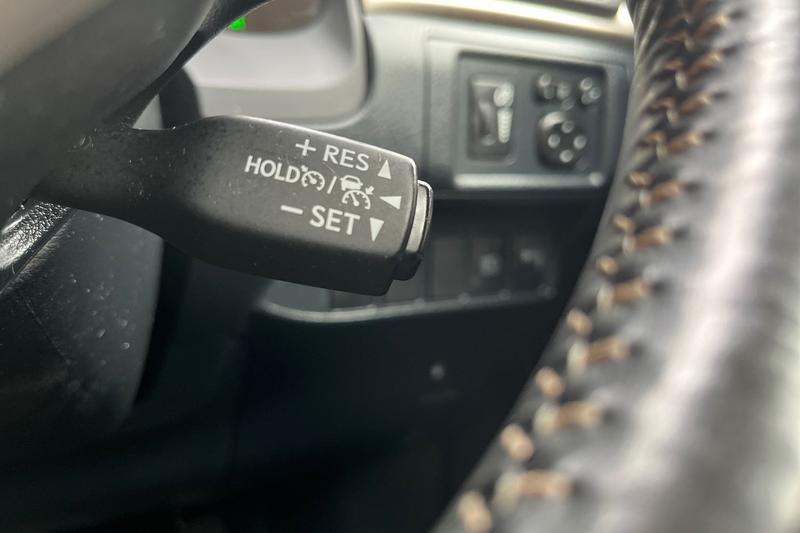 + RES
HOLD /
− SET